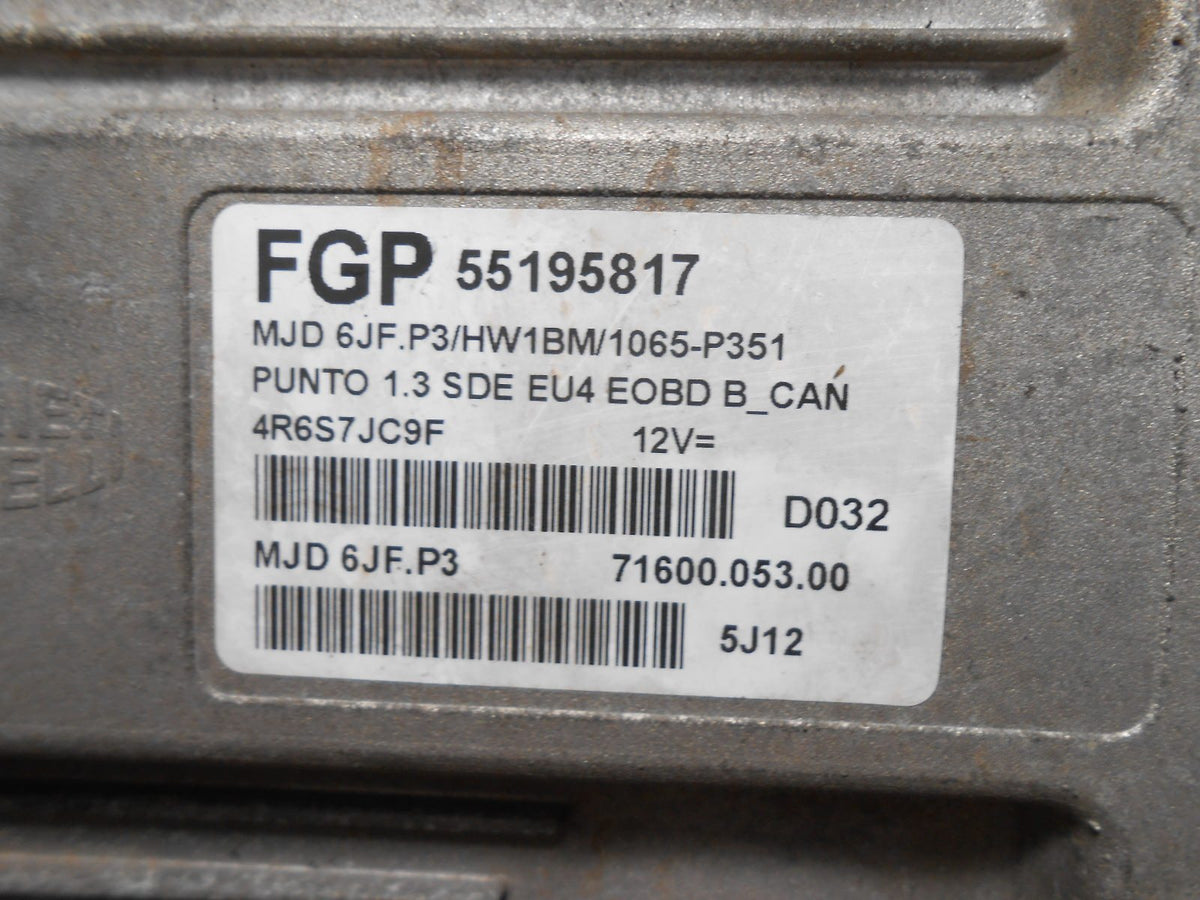 FGP 55195817
MJD 6JF.P3/HW1BM/1065-P351
PUNTO 1.3 SDE EU4 EOBD B_CAN
4R6S7JC9F 12V=
D032
MJD 6JF.P3 71600.053.00
5J12